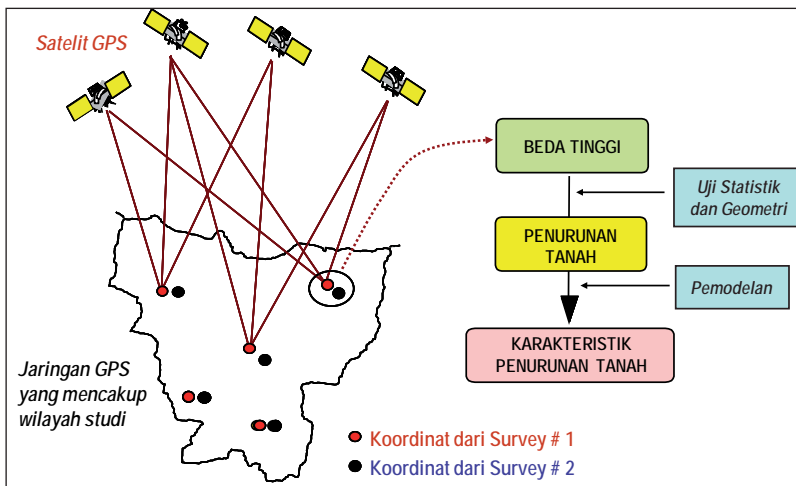 Satelit GPS
BEDA TINGGI
Uji Statistik
dan Geometri
PENURUNAN
TANAH
Pemodelan
KARAKTERISTIK
PENURUNAN TANAH
Jaringan GPS
yang mencakup
wilayah studi
Koordinat dari Survey # 1
Koordinat dari Survey # 2